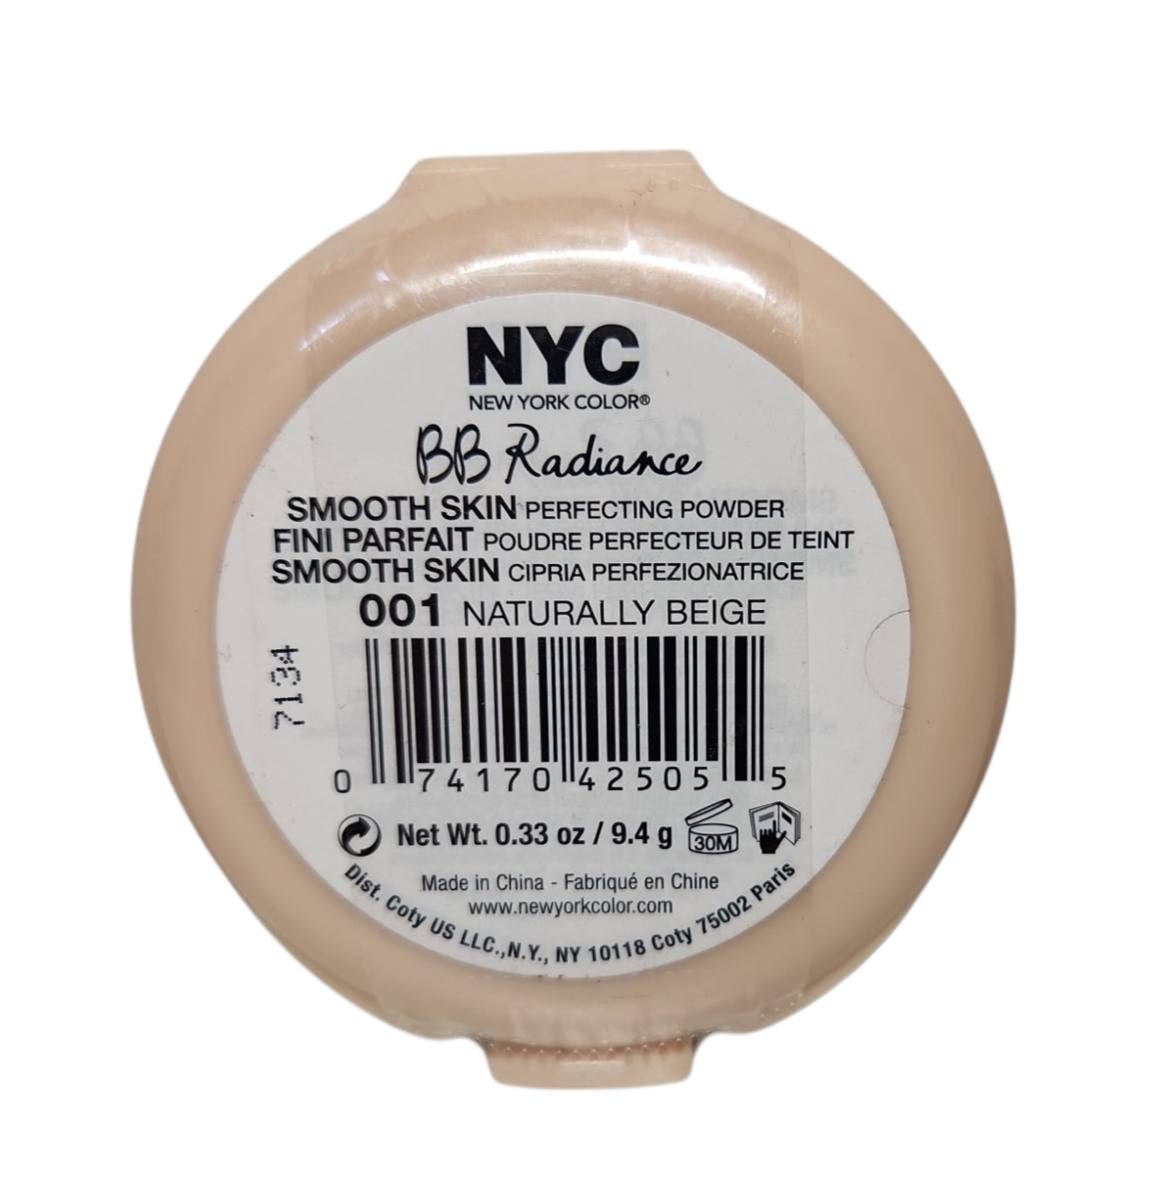 NYC
NEW YORK COLOR®
BB Radiance
SMOOTH SKIN PERFECTING POWDER
FINI PARFAIT POUDRE PERFECTEUR DE TEINT
SMOOTH SKIN CIPRIA PERFEZIONATRICE
001 NATURALLY BEIGE
7134
0 74170 42505 5
Net Wt. 0.33 oz / 9.4 g 30M
Made in China - Fabriqué en Chine
www.newyorkcolor.com
Dist. Coty US LLC.,N.Y., NY 10118 Coty 75002 Paris